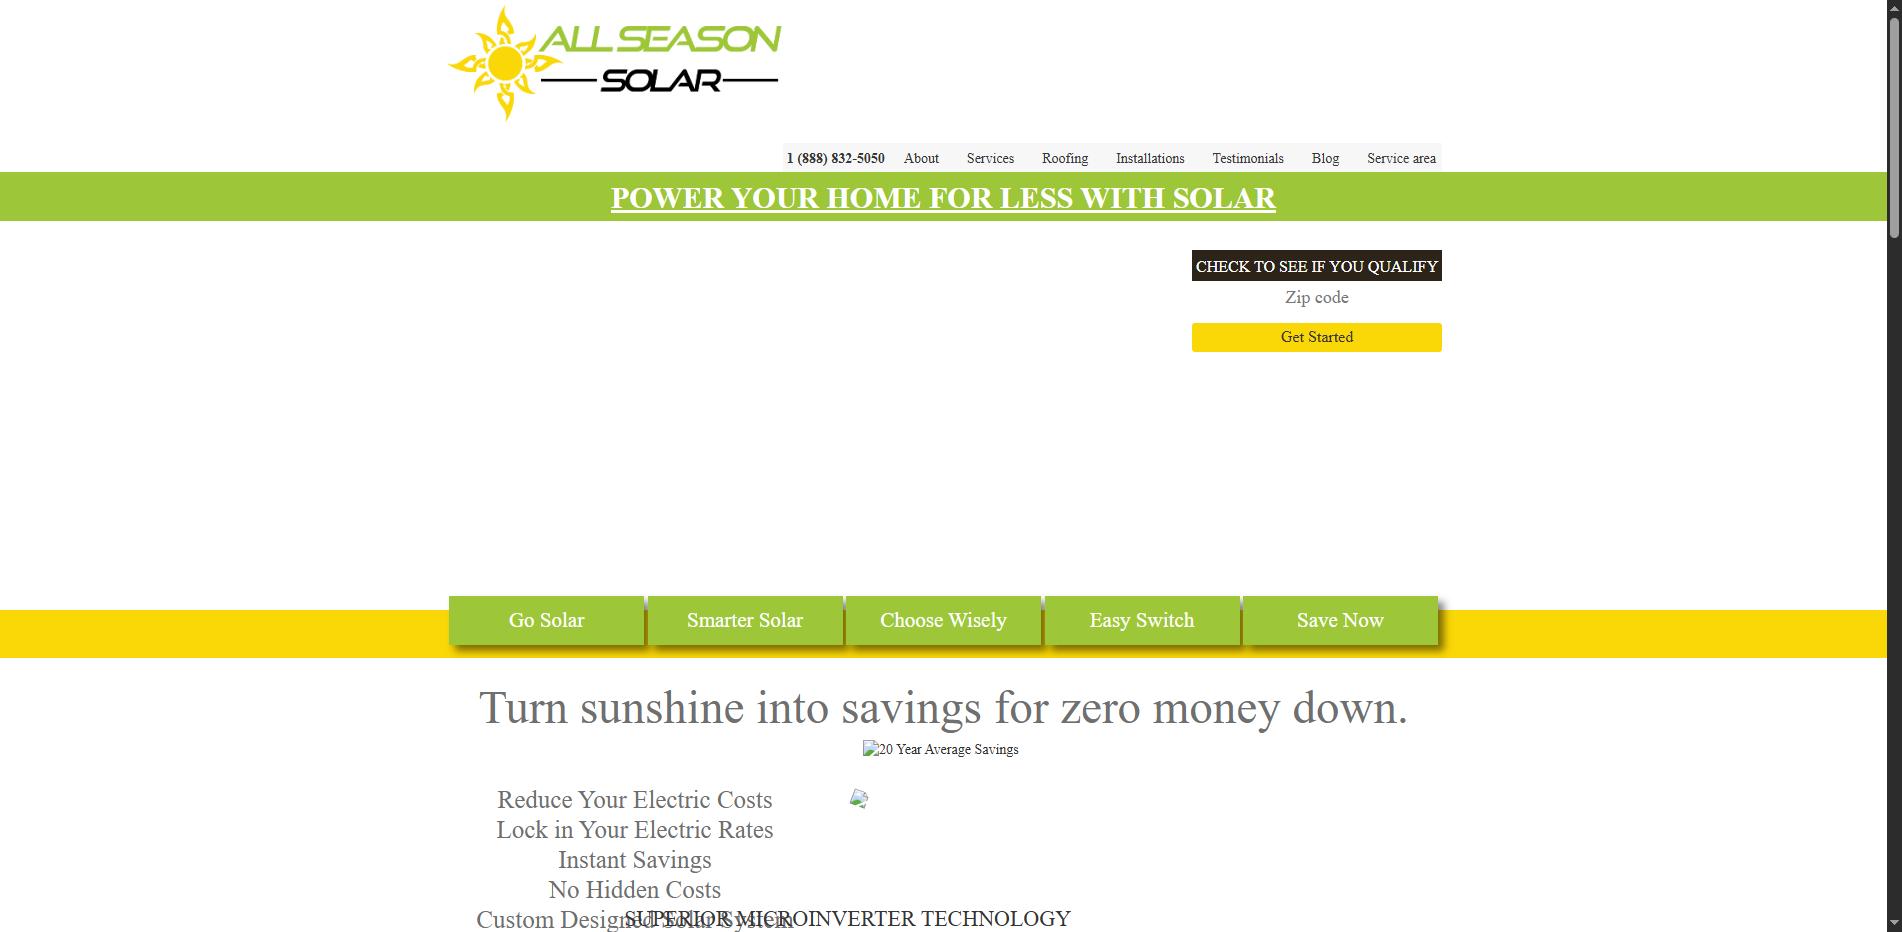 ALL SEASON
SOLAR
1 (888) 832-5050 About Services Roofing Installations Testimonials Blog Service area
POWER YOUR HOME FOR LESS WITH SOLAR
CHECK TO SEE IF YOU QUALIFY
Zip code
Get Started
Go Solar Smarter Solar Choose Wisely Easy Switch Save Now
Turn sunshine into savings for zero money down.
20 Year Average Savings
Reduce Your Electric Costs
Lock in Your Electric Rates
Instant Savings
No Hidden Costs
Custom Designed Solar System
SUPERIOR MICROINVERTER TECHNOLOGY